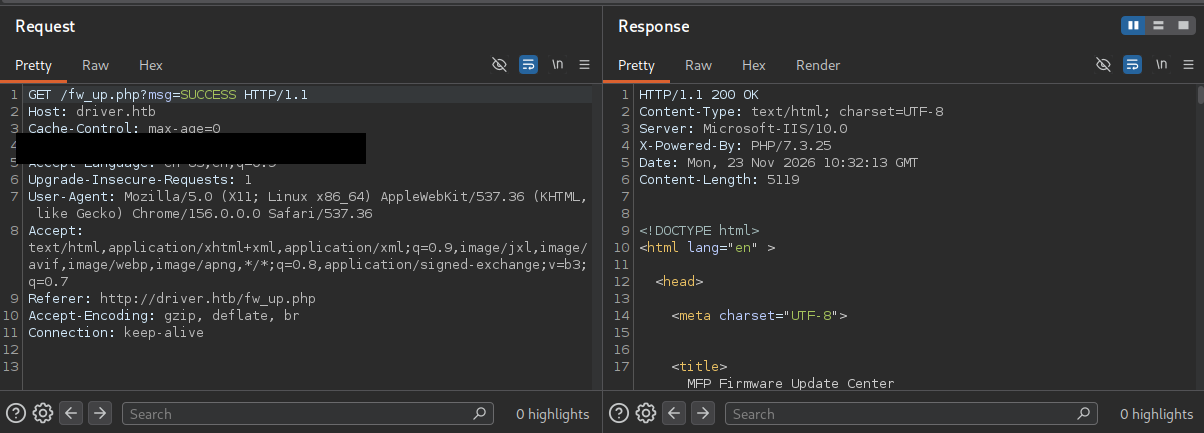 Request
Pretty Raw Hex
\n
1 GET /fw_up.php?msg=SUCCESS HTTP/1.1
2 Host: driver.htb
3 Cache-Control: max-age=0
4
5
6 Upgrade-Insecure-Requests: 1
7 User-Agent: Mozilla/5.0 (X11; Linux x86_64) AppleWebKit/537.36 (KHTML,
like Gecko) Chrome/156.0.0.0 Safari/537.36
8 Accept:
text/html,application/xhtml+xml,application/xml;q=0.9,image/jxl,image/
avif,image/webp,image/apng,*/*;q=0.8,application/signed-exchange;v=b3;
q=0.7
9 Referer: http://driver.htb/fw_up.php
10 Accept-Encoding: gzip, deflate, br
11 Connection: keep-alive
12
13
Search
0 highlights
Response
Pretty Raw Hex Render
\n
1 HTTP/1.1 200 OK
2 Content-Type: text/html; charset=UTF-8
3 Server: Microsoft-IIS/10.0
4 X-Powered-By: PHP/7.3.25
5 Date: Mon, 23 Nov 2026 10:32:13 GMT
6 Content-Length: 5119
7
8
9 <!DOCTYPE html>
10 <html lang="en" >
11
12 <head>
13
14 <meta charset="UTF-8">
15
16
17 <title>
MFP Firmware Update Center
Search
0 highlights